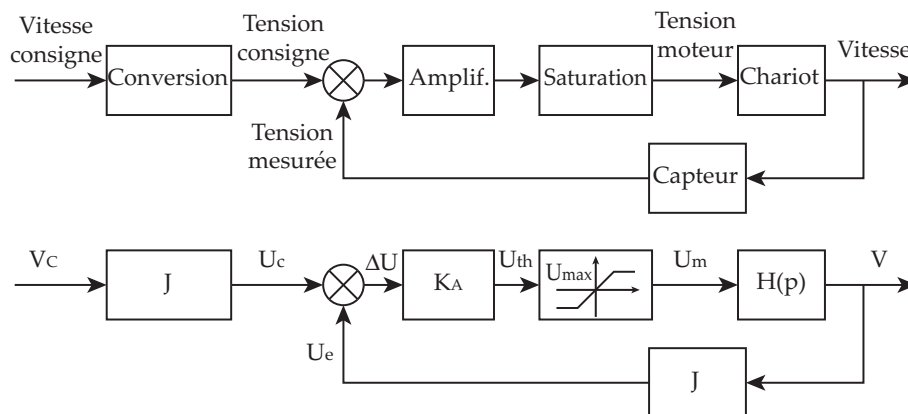 Vitesse
consigne
Conversion
Tension
consigne
Amplif.
Saturation
Tension
moteur
Chariot
Vitesse
Tension
mesurée
Capteur
VC
J
Uc
ΔU
KA
Uth
Umax
Um
H(p)
V
Ue
J